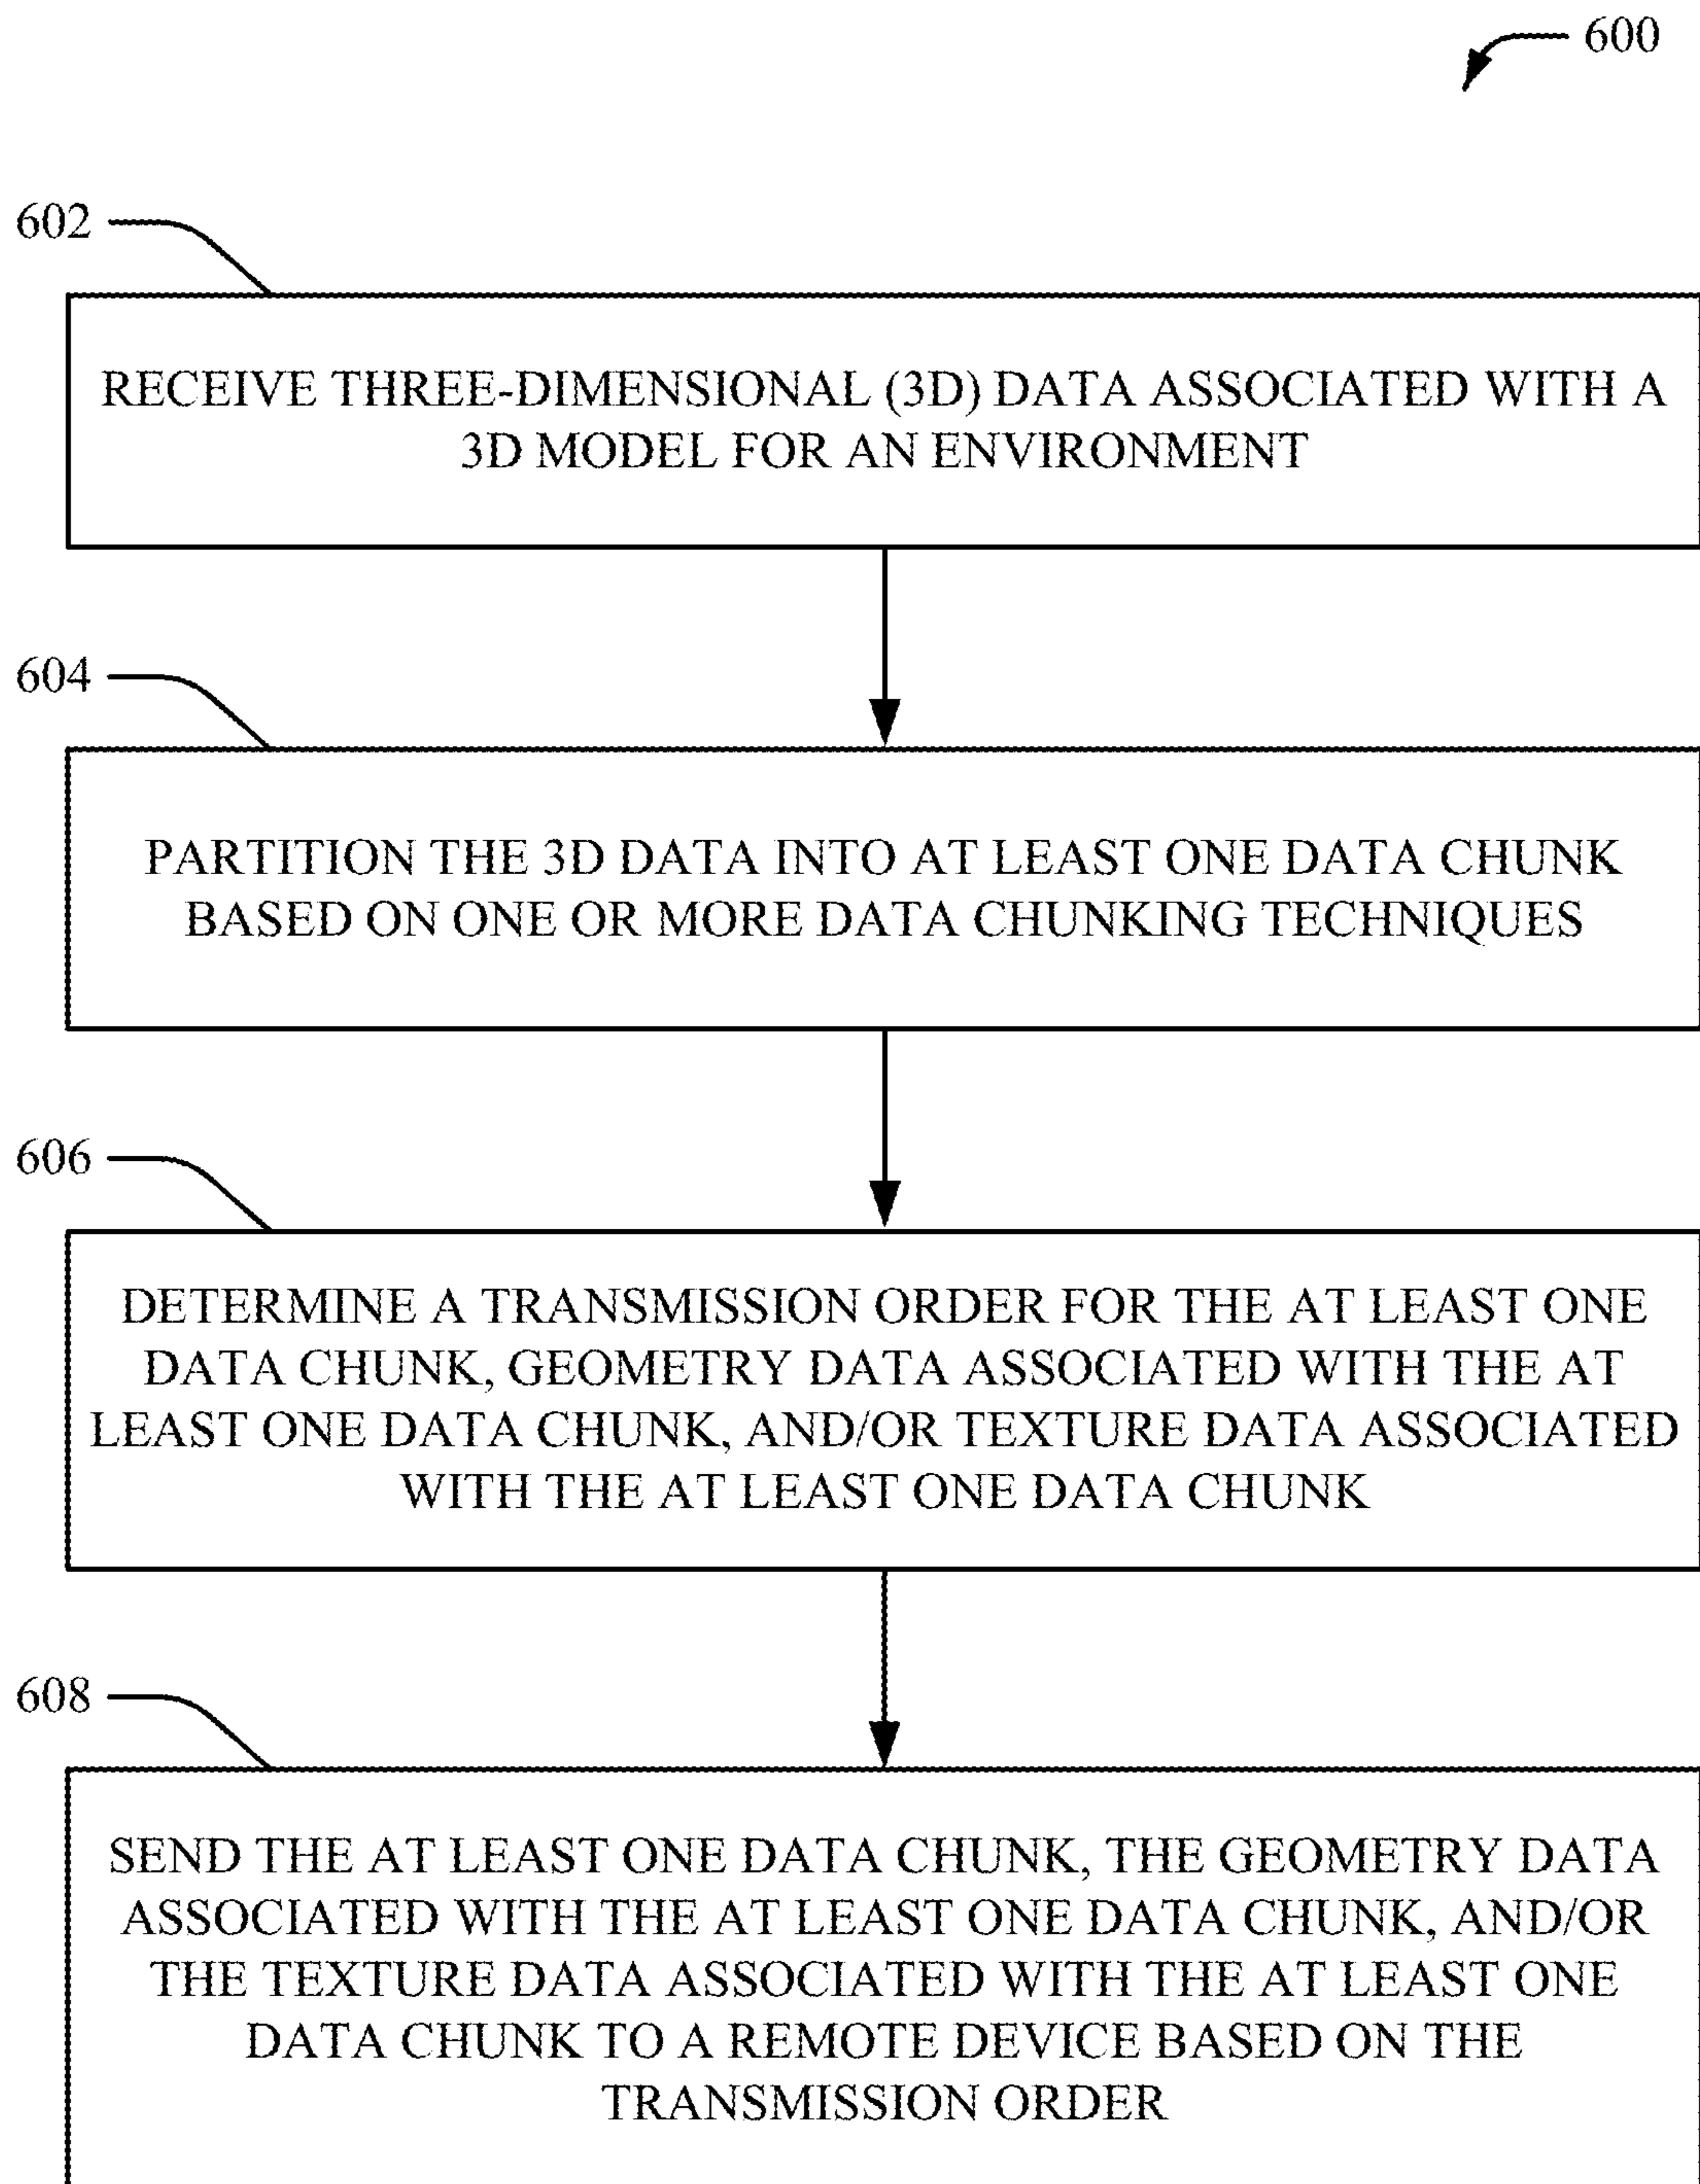 600
602
RECEIVE THREE-DIMENSIONAL (3D) DATA ASSOCIATED WITH A
3D MODEL FOR AN ENVIRONMENT
604
PARTITION THE 3D DATA INTO AT LEAST ONE DATA CHUNK
BASED ON ONE OR MORE DATA CHUNKING TECHNIQUES
606
DETERMINE A TRANSMISSION ORDER FOR THE AT LEAST ONE
DATA CHUNK, GEOMETRY DATA ASSOCIATED WITH THE AT
LEAST ONE DATA CHUNK, AND/OR TEXTURE DATA ASSOCIATED
WITH THE AT LEAST ONE DATA CHUNK
608
SEND THE AT LEAST ONE DATA CHUNK, THE GEOMETRY DATA
ASSOCIATED WITH THE AT LEAST ONE DATA CHUNK, AND/OR
THE TEXTURE DATA ASSOCIATED WITH THE AT LEAST ONE
DATA CHUNK TO A REMOTE DEVICE BASED ON THE
TRANSMISSION ORDER